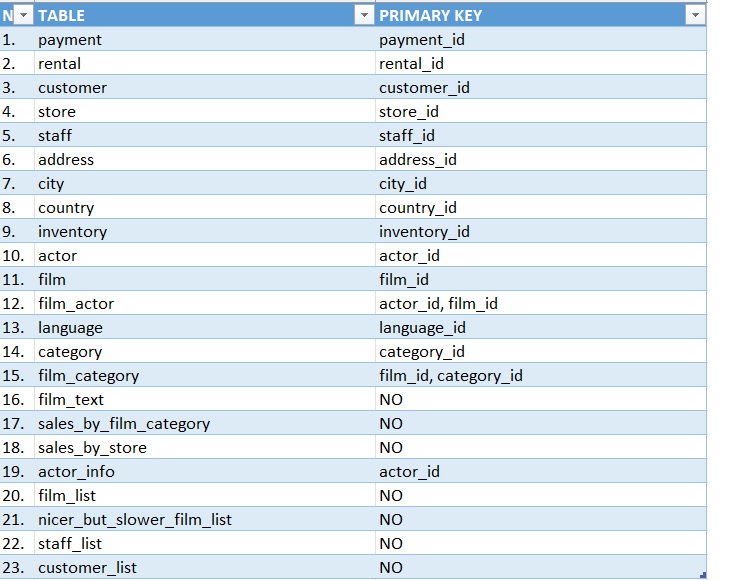 N TABLE PRIMARY KEY
1. payment payment_id
2. rental rental_id
3. customer customer_id
4. store store_id
5. staff staff_id
6. address address_id
7. city city_id
8. country country_id
9. inventory inventory_id
10. actor actor_id
11. film film_id
12. film_actor actor_id, film_id
13. language language_id
14. category category_id
15. film_category film_id, category_id
16. film_text NO
17. sales_by_film_category NO
18. sales_by_store NO
19. actor_info actor_id
20. film_list NO
21. nicer_but_slower_film_list NO
22. staff_list NO
23. customer_list NO